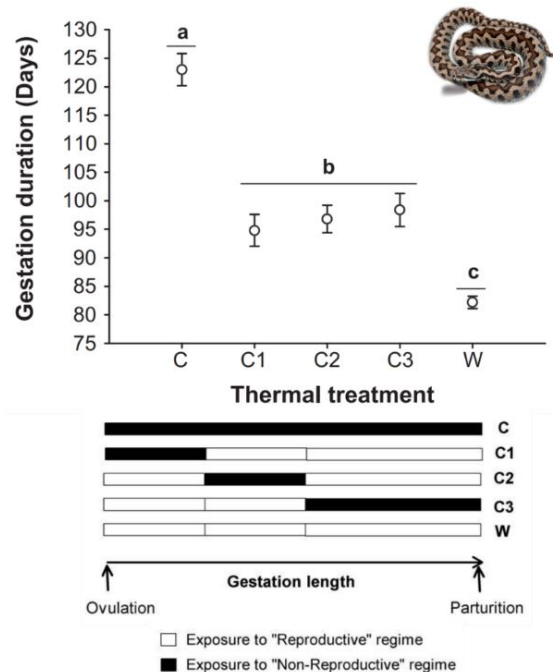 Gestation duration (Days)
130
125
120
115
110
105
100
95
90
85
80
75
a
b
c
C C1 C2 C3 W
Thermal treatment
C
C1
C2
C3
W
Gestation length
Ovulation Parturition
Exposure to "Reproductive" regime
Exposure to "Non-Reproductive" regime